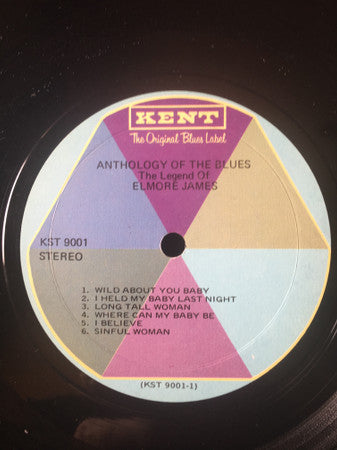 KENT
The Original Blues Label
ANTHOLOGY OF THE BLUES
The Legend Of
ELMORE JAMES
KST 9001
STEREO
1. WILD ABOUT YOU BABY
2. I HELD MY BABY LAST NIGHT
3. LONG TALL WOMAN
4. WHERE CAN MY BABY BE
5. I BELIEVE
6. SINFUL WOMAN
(KST 9001-1)